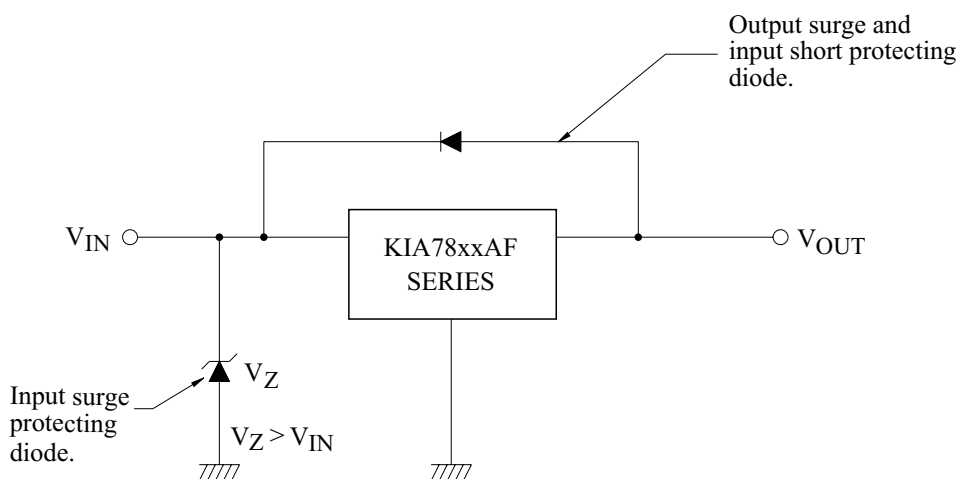 Output surge and
input short protecting
diode.
VIN
KIA78xxAF
SERIES
VOUT
VZ
Input surge
protecting
diode.
VZ > VIN